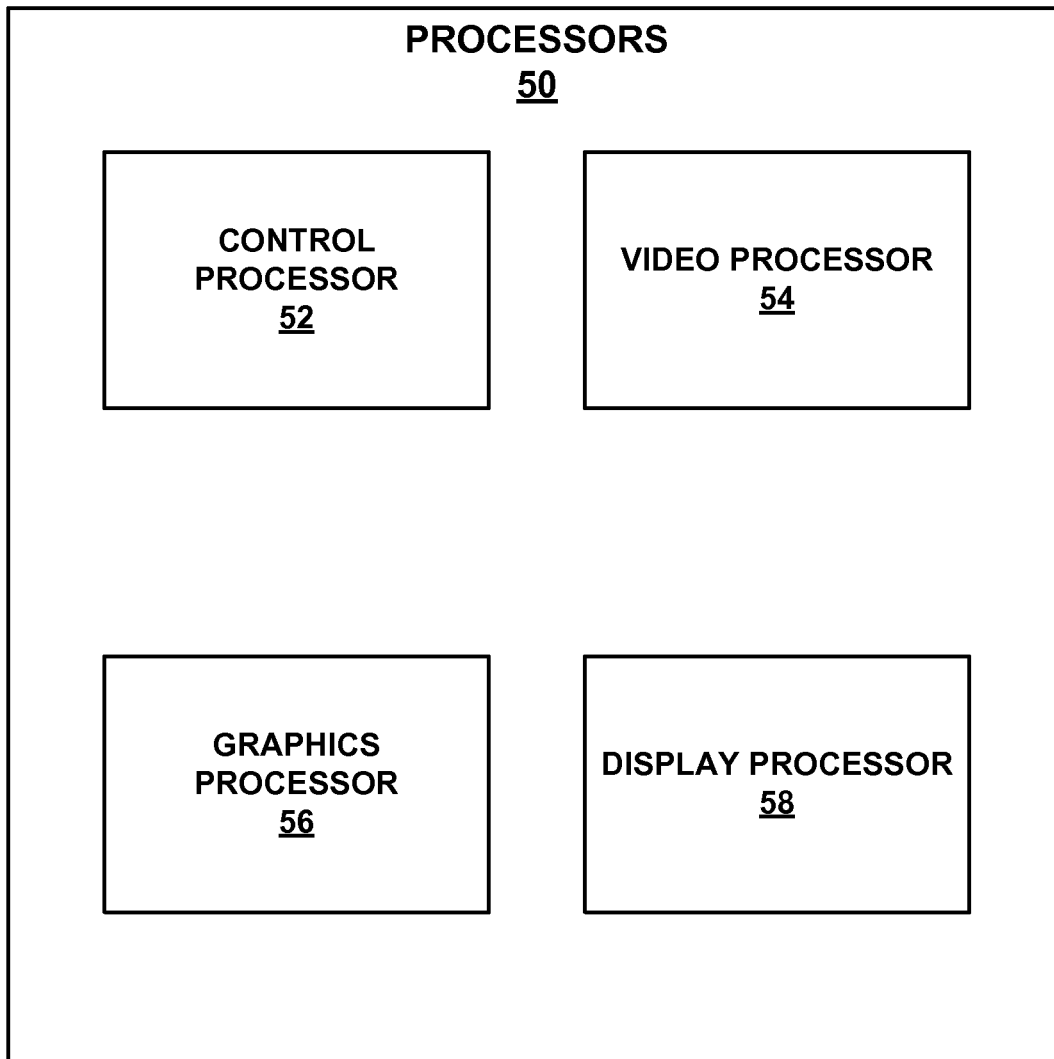 PROCESSORS
50
CONTROL
PROCESSOR
52
VIDEO PROCESSOR
54
GRAPHICS
PROCESSOR
56
DISPLAY PROCESSOR
58